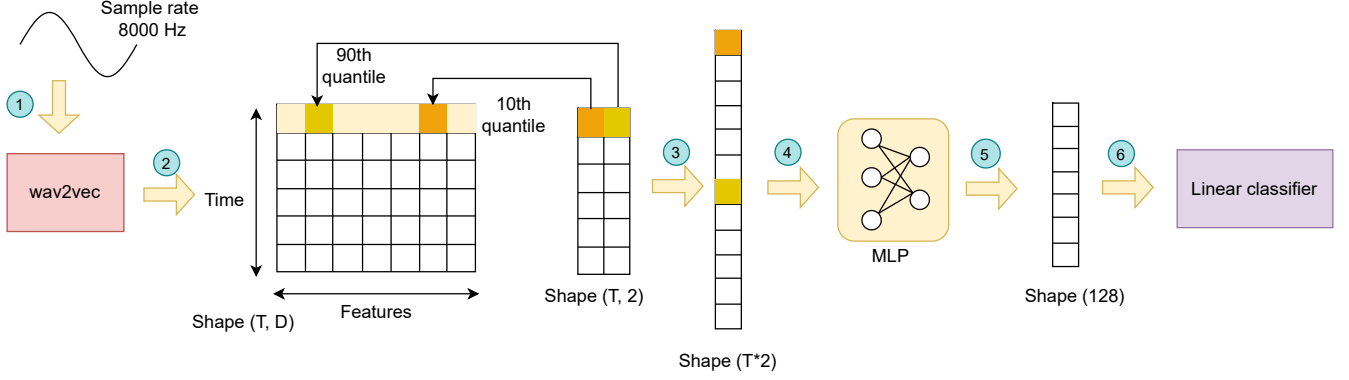 Sample rate
8000 Hz
1
wav2vec
2
Time
90th
quantile
10th
quantile
Features
Shape (T, D)
Shape (T, 2)
3
Shape (T*2)
4
MLP
5
Shape (128)
6
Linear classifier